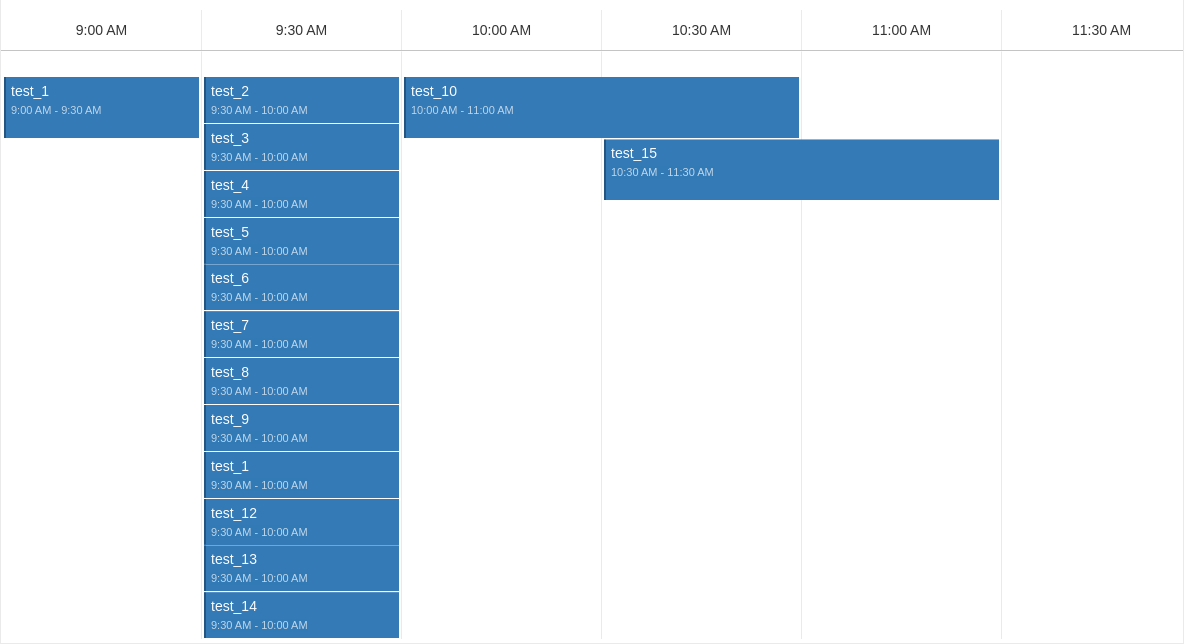 9:00 AM
9:30 AM
10:00 AM
10:30 AM
11:00 AM
11:30 AM
test_1
9:00 AM - 9:30 AM
test_2
9:30 AM - 10:00 AM
test_3
9:30 AM - 10:00 AM
test_4
9:30 AM - 10:00 AM
test_5
9:30 AM - 10:00 AM
test_6
9:30 AM - 10:00 AM
test_7
9:30 AM - 10:00 AM
test_8
9:30 AM - 10:00 AM
test_9
9:30 AM - 10:00 AM
test_1
9:30 AM - 10:00 AM
test_12
9:30 AM - 10:00 AM
test_13
9:30 AM - 10:00 AM
test_14
9:30 AM - 10:00 AM
test_10
10:00 AM - 11:00 AM
test_15
10:30 AM - 11:30 AM